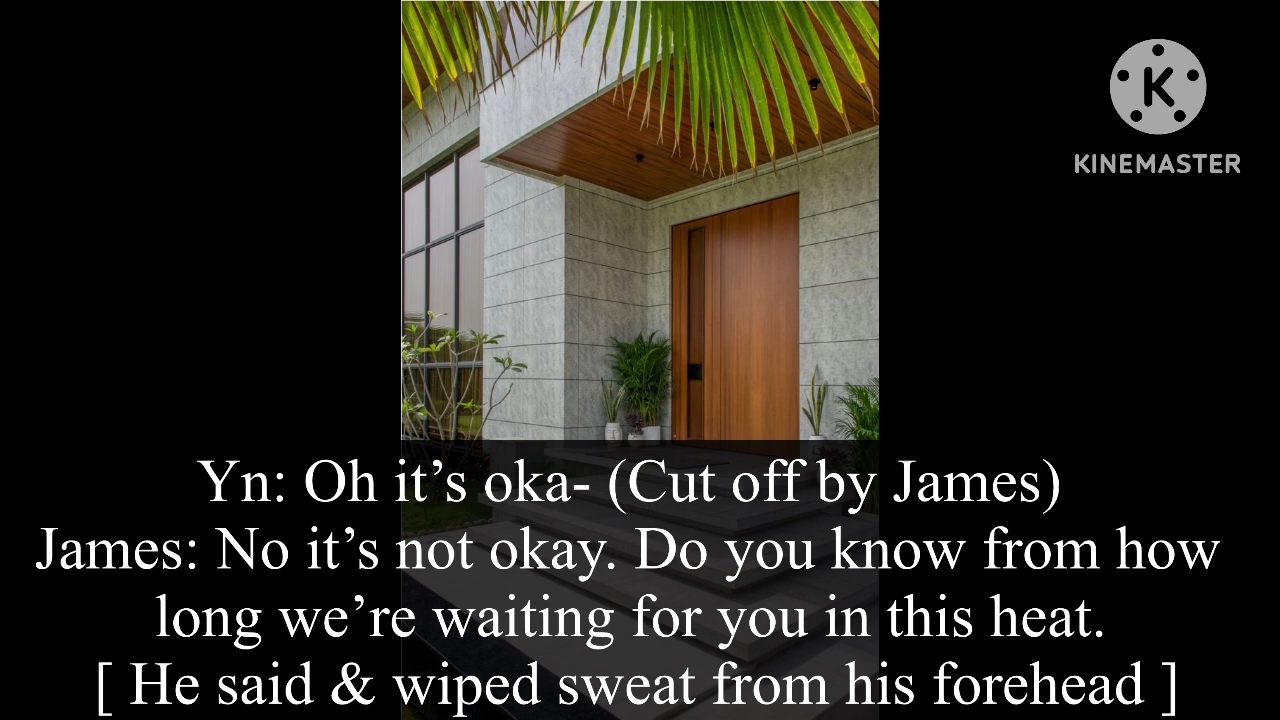 K
KINEMASTER
Yn: Oh it’s oka- (Cut off by James)
James: No it’s not okay. Do you know from how
long we’re waiting for you in this heat.
[ He said & wiped sweat from his forehead ]